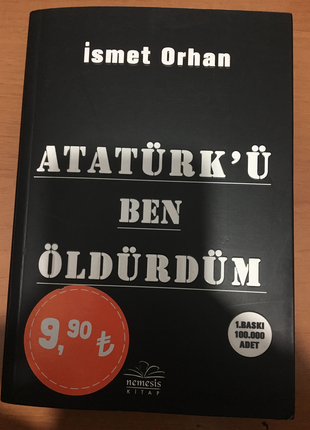 İsmet Orhan
ATATÜRK'Ü
BEN
ÖLDÜRDÜM
9,90 ₺
1.BASKI
100.000
ADET
nemesis
KİTAP